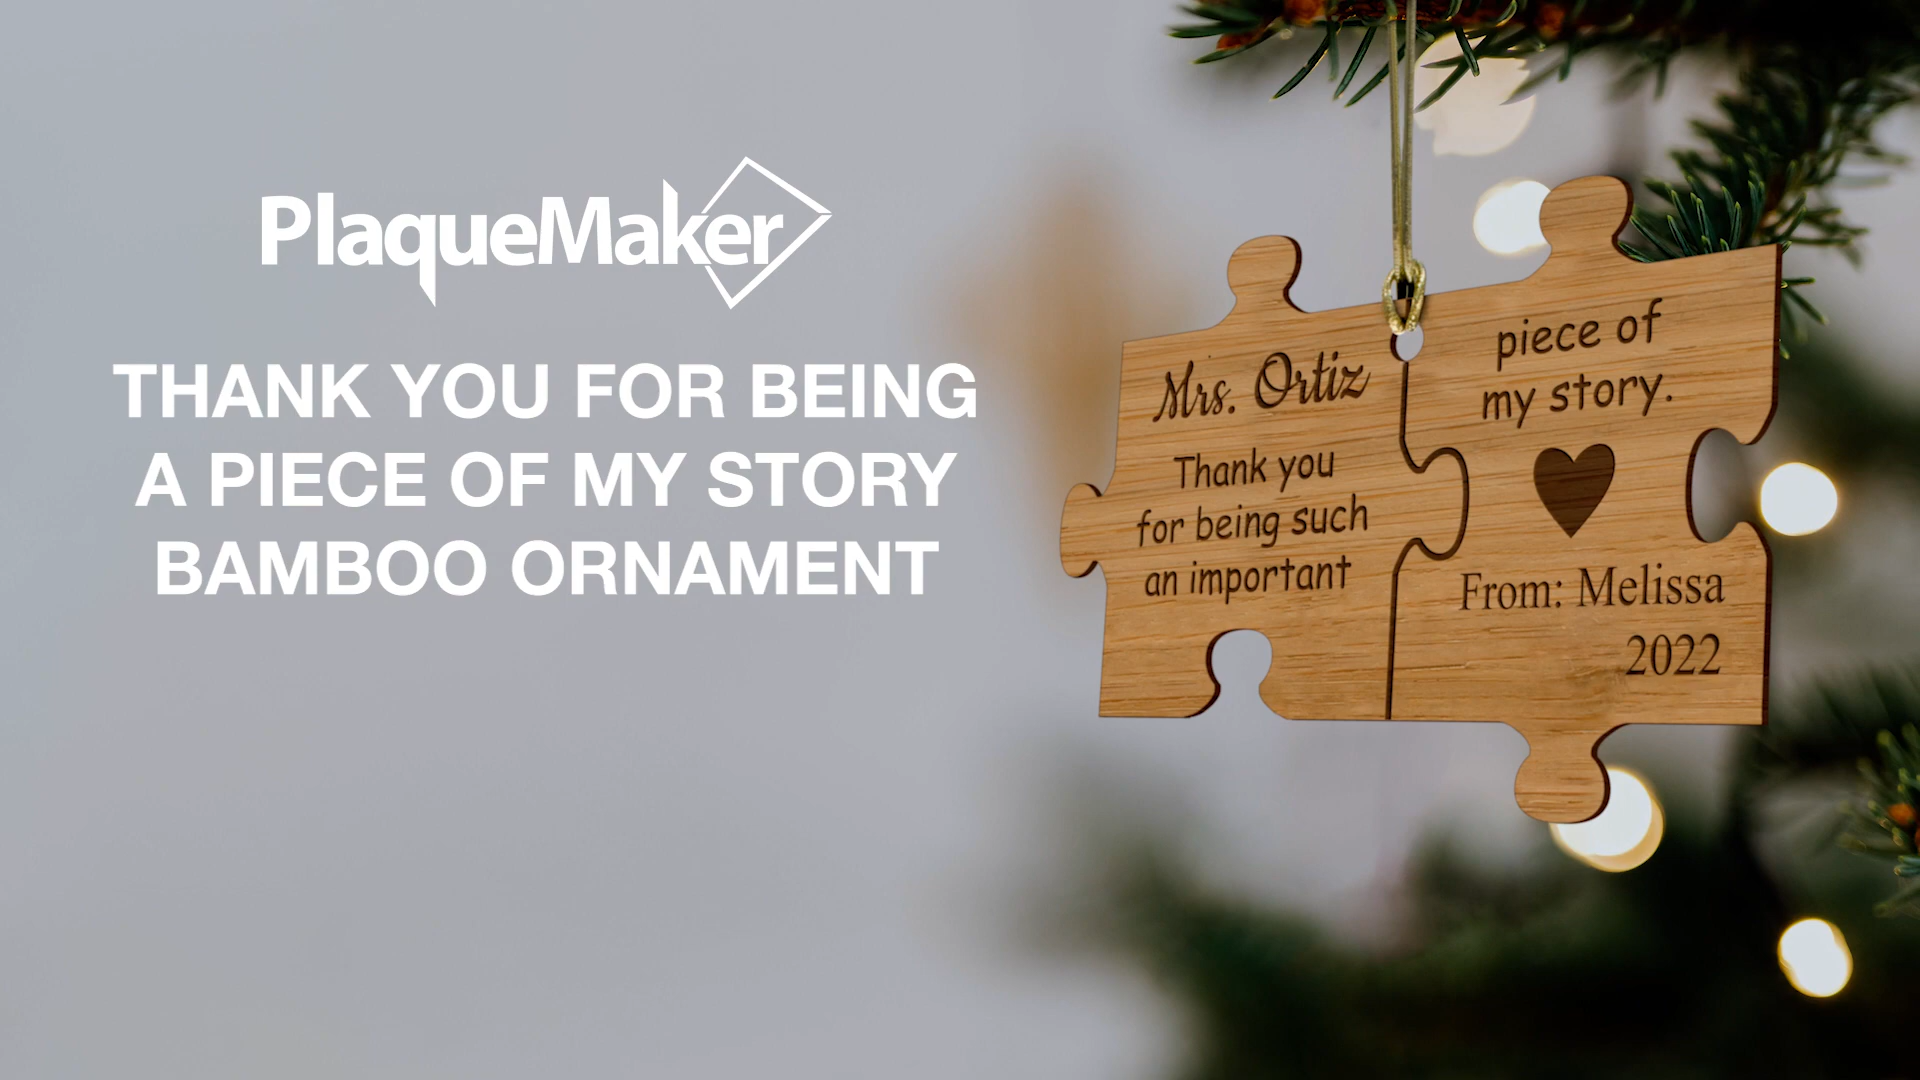 PlaqueMaker
THANK YOU FOR BEING
A PIECE OF MY STORY
BAMBOO ORNAMENT
Mrs. Ortiz
Thank you
for being such
an important
piece of
my story.
From: Melissa
2022